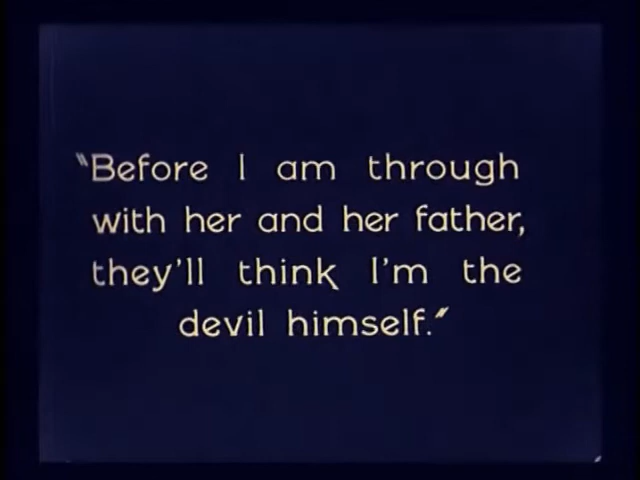 "Before I am through
with her and her father,
they'll think I'm the
devil himself."